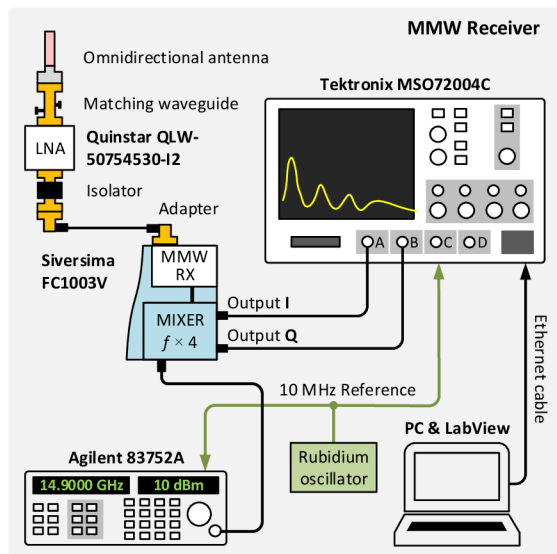 MMW Receiver
Omnidirectional antenna
Tektronix MSO72004C
Matching waveguide
LNA
Quinstar QLW-
50754530-I2
Isolator
Adapter
Siversima
FC1003V
MMW
RX
A
B
C
D
Output I
MIXER
f × 4
Output Q
Ethernet cable
10 MHz Reference
PC & LabView
Agilent 83752A
Rubidium
oscillator
14.9000 GHz
10 dBm